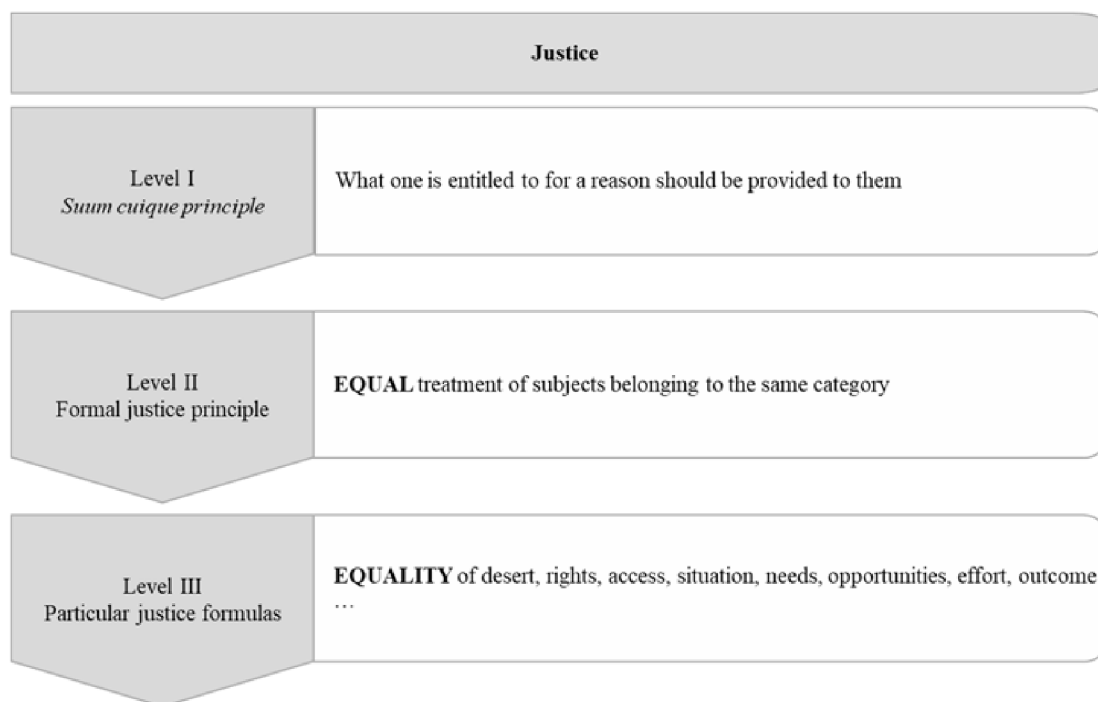 Justice
Level I
Suum cuique principle
What one is entitled to for a reason should be provided to them
Level II
Formal justice principle
EQUAL treatment of subjects belonging to the same category
Level III
Particular justice formulas
EQUALITY of desert, rights, access, situation, needs, opportunities, effort, outcome
…